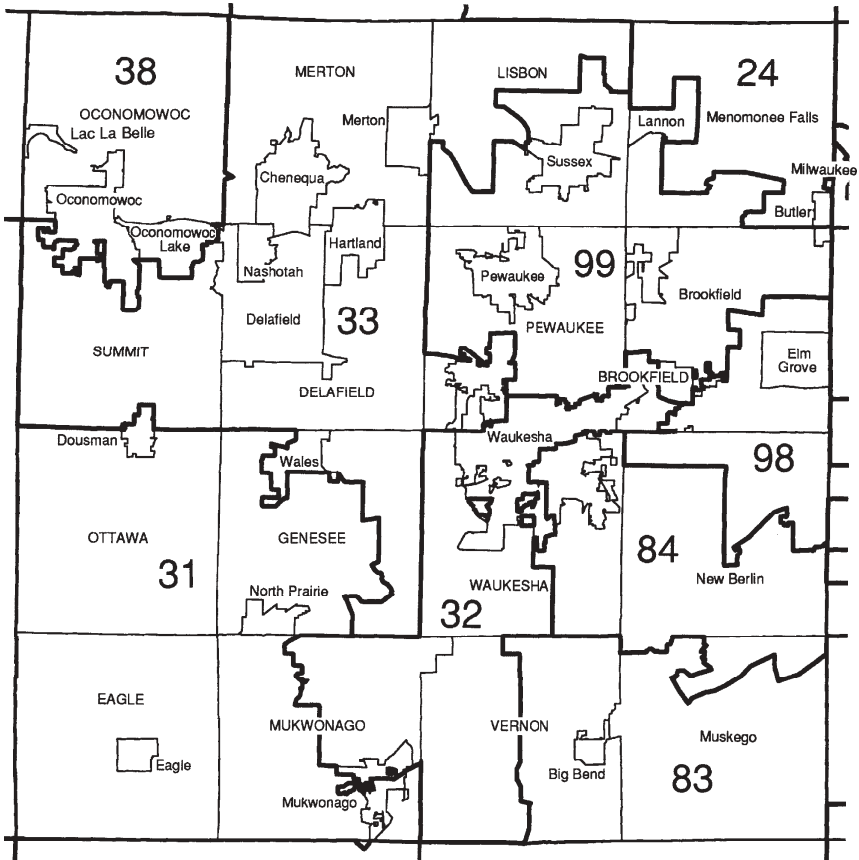 38
MERTON
LISBON
24
OCONOMOWOC
Lac La Belle
Merton
Lannon
Menomonee Falls
Sussex
Chenequa
Milwaukee
Oconomowoc
Butler
Oconomowoc
Lake
Hartland
Nashotah
Pewaukee
99
Brookfield
Delafield
33
PEWAUKEE
SUMMIT
Elm
Grove
BROOKFIELD
DELAFIELD
Dousman
Waukesha
Wales
98
OTTAWA
GENESEE
84
31
North Prairie
WAUKESHA
New Berlin
32
EAGLE
MUKWONAGO
VERNON
Muskego
Eagle
Big Bend
83
Mukwonago